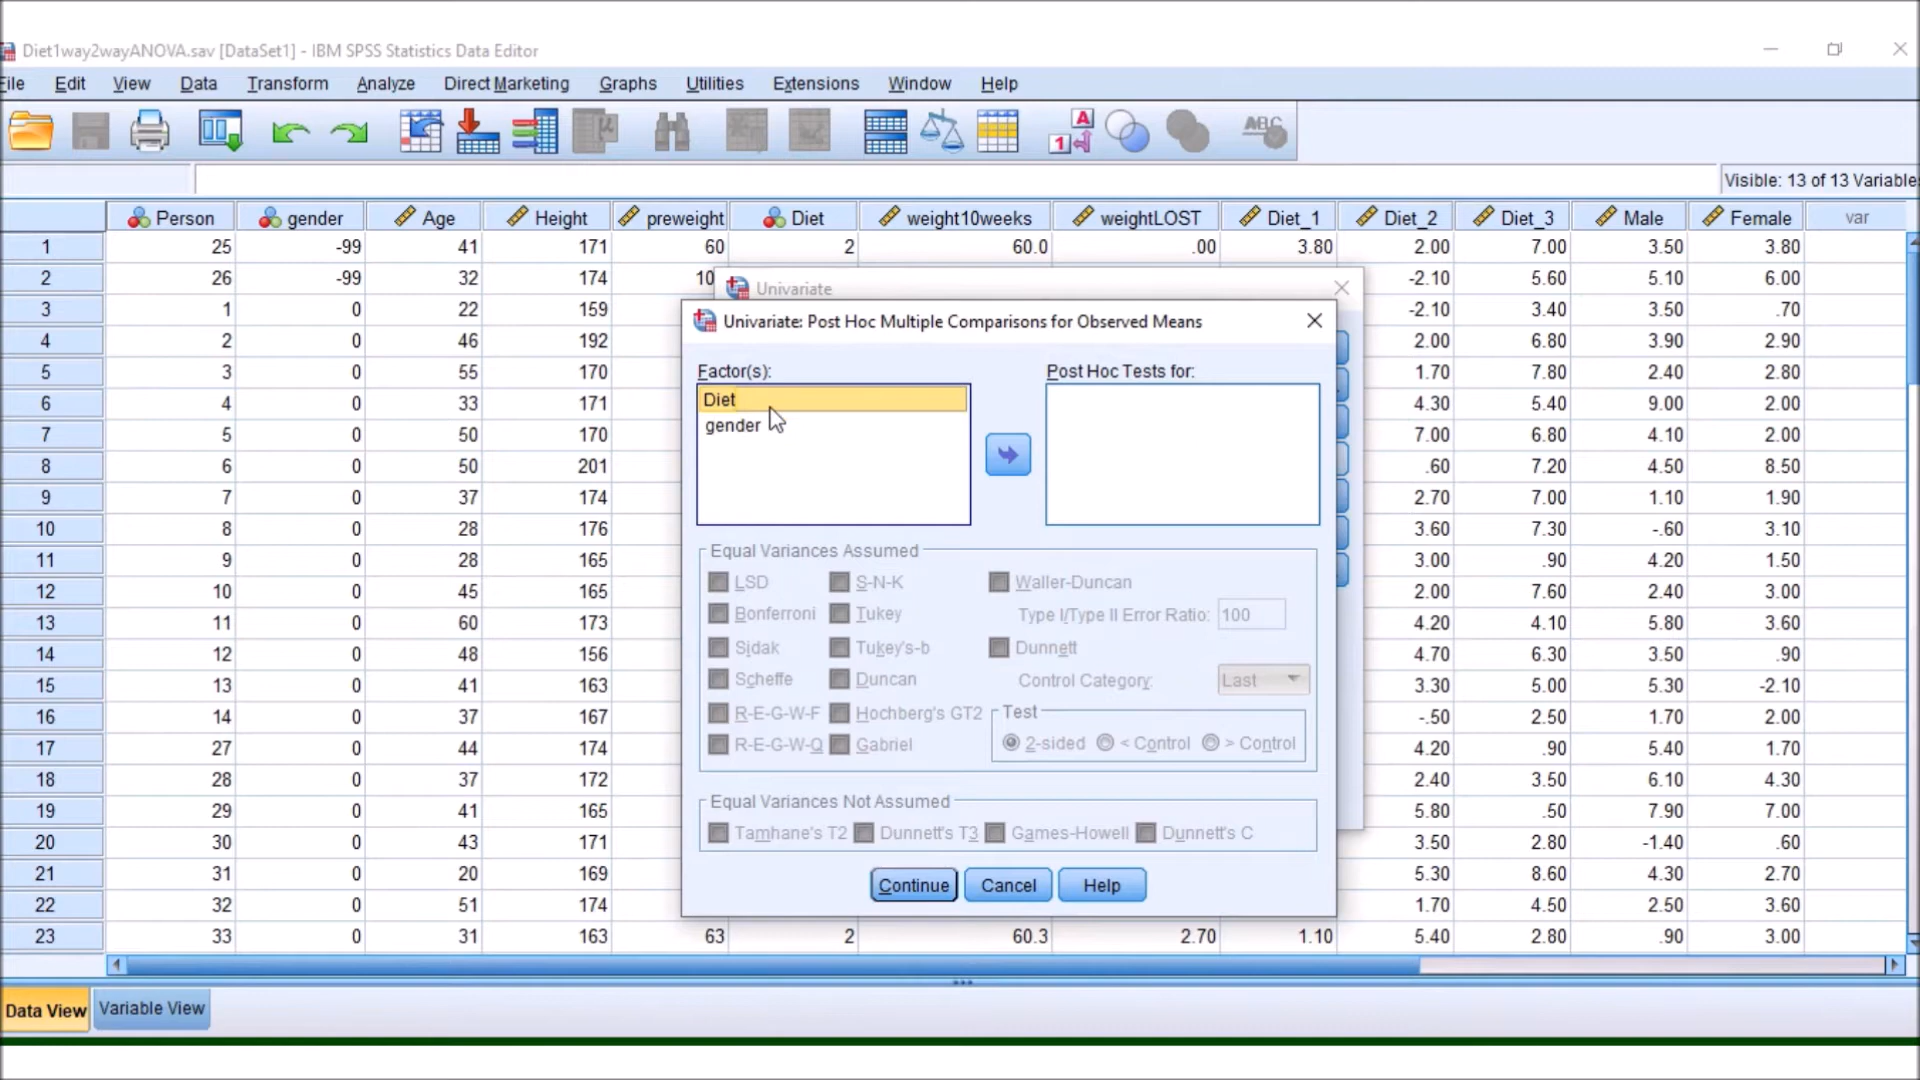 Diet1way2wayANOVA.sav [DataSet1] - IBM SPSS Statistics Data Editor
File Edit View Data Transform Analyze Direct Marketing Graphs Utilities Extensions Window Help
Visible: 13 of 13 Variable
Person gender Age Height preweight Diet weight10weeks weightLOST Diet_1 Diet_2 Diet_3 Male Female var
1 25 -99 41 171 60 2 60.0 .00 3.80 2.00 7.00 3.50 3.80
2 26 -99 32 174 10 -2.10 5.60 5.10 6.00
3 1 0 22 159 -2.10 3.40 3.50 .70
4 2 0 46 192 2.00 6.80 3.90 2.90
5 3 0 55 170 1.70 7.80 2.40 2.80
6 4 0 33 171 4.30 5.40 9.00 2.00
7 5 0 50 170 7.00 6.80 4.10 2.00
8 6 0 50 201 .60 7.20 4.50 8.50
9 7 0 37 174 2.70 7.00 1.10 1.90
10 8 0 28 176 3.60 7.30 -.60 3.10
11 9 0 28 165 3.00 .90 4.20 1.50
12 10 0 45 165 2.00 7.60 2.40 3.00
13 11 0 60 173 4.20 4.10 5.80 3.60
14 12 0 48 156 4.70 6.30 3.50 .90
15 13 0 41 163 3.30 5.00 5.30 -2.10
16 14 0 37 167 -.50 2.50 1.70 2.00
17 27 0 44 174 4.20 .90 5.40 1.70
18 28 0 37 172 2.40 3.50 6.10 4.30
19 29 0 41 165 5.80 .50 7.90 7.00
20 30 0 43 171 3.50 2.80 -1.40 .60
21 31 0 20 169 5.30 8.60 4.30 2.70
22 32 0 51 174 1.70 4.50 2.50 3.60
23 33 0 31 163 63 2 60.3 2.70 1.10 5.40 2.80 .90 3.00
Univariate
Univariate: Post Hoc Multiple Comparisons for Observed Means
Factor(s): Post Hoc Tests for:
Diet
gender
Equal Variances Assumed
LSD S-N-K Waller-Duncan
Bonferroni Tukey Type I/Type II Error Ratio: 100
Sidak Tukey's-b Dunnett
Scheffe Duncan Control Category: Last
R-E-G-W-F Hochberg's GT2 Test
R-E-G-W-Q Gabriel 2-sided < Control > Control
Equal Variances Not Assumed
Tamhane's T2 Dunnett's T3 Games-Howell Dunnett's C
Continue Cancel Help
Data View Variable View